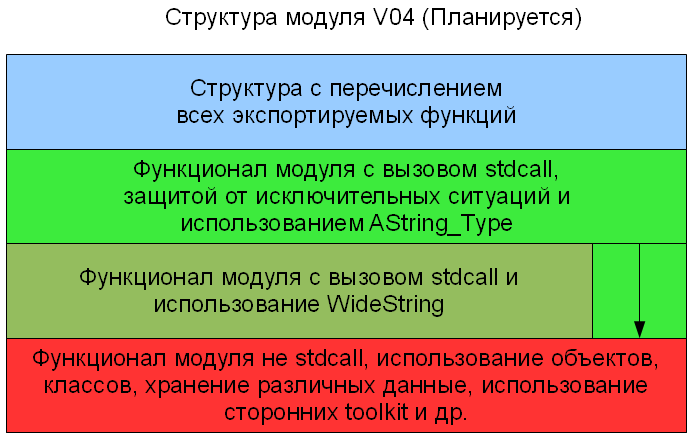 Структура модуля V04 (Планируется)
Структура с перечислением
всех экспортируемых функций
Функционал модуля с вызовом stdcall,
защитой от исключительных ситуаций и
использованием AString_Type
Функционал модуля с вызовом stdcall и
использование WideString
Функционал модуля не stdcall, использование объектов,
классов, хранение различных данные, использование
сторонних toolkit и др.